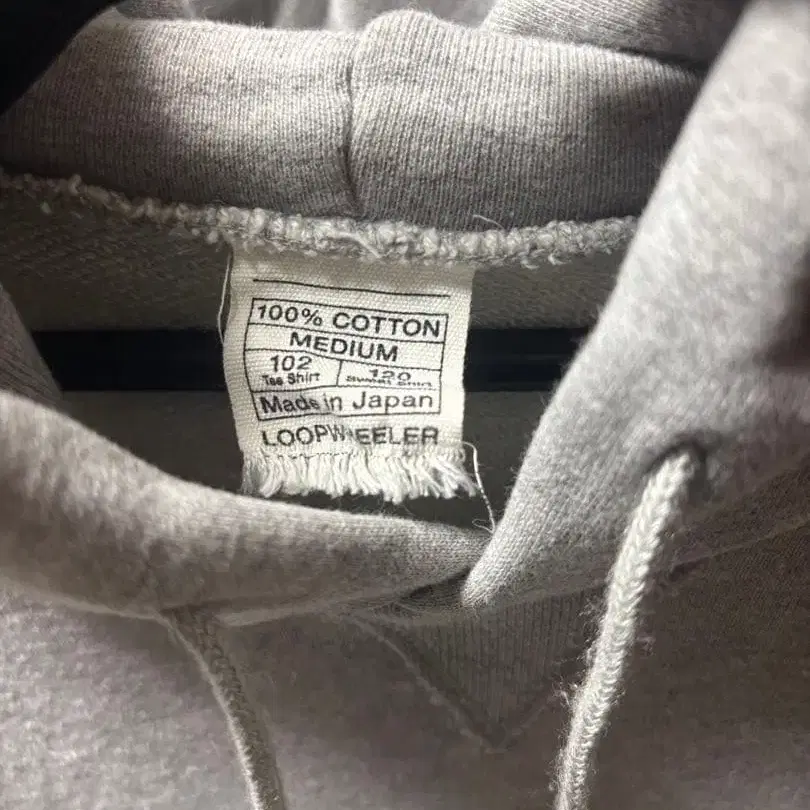 100% COTTON
MEDIUM
102 120
Tee Shirt Sweat Shirt
Made in Japan
LOOPWHEELER